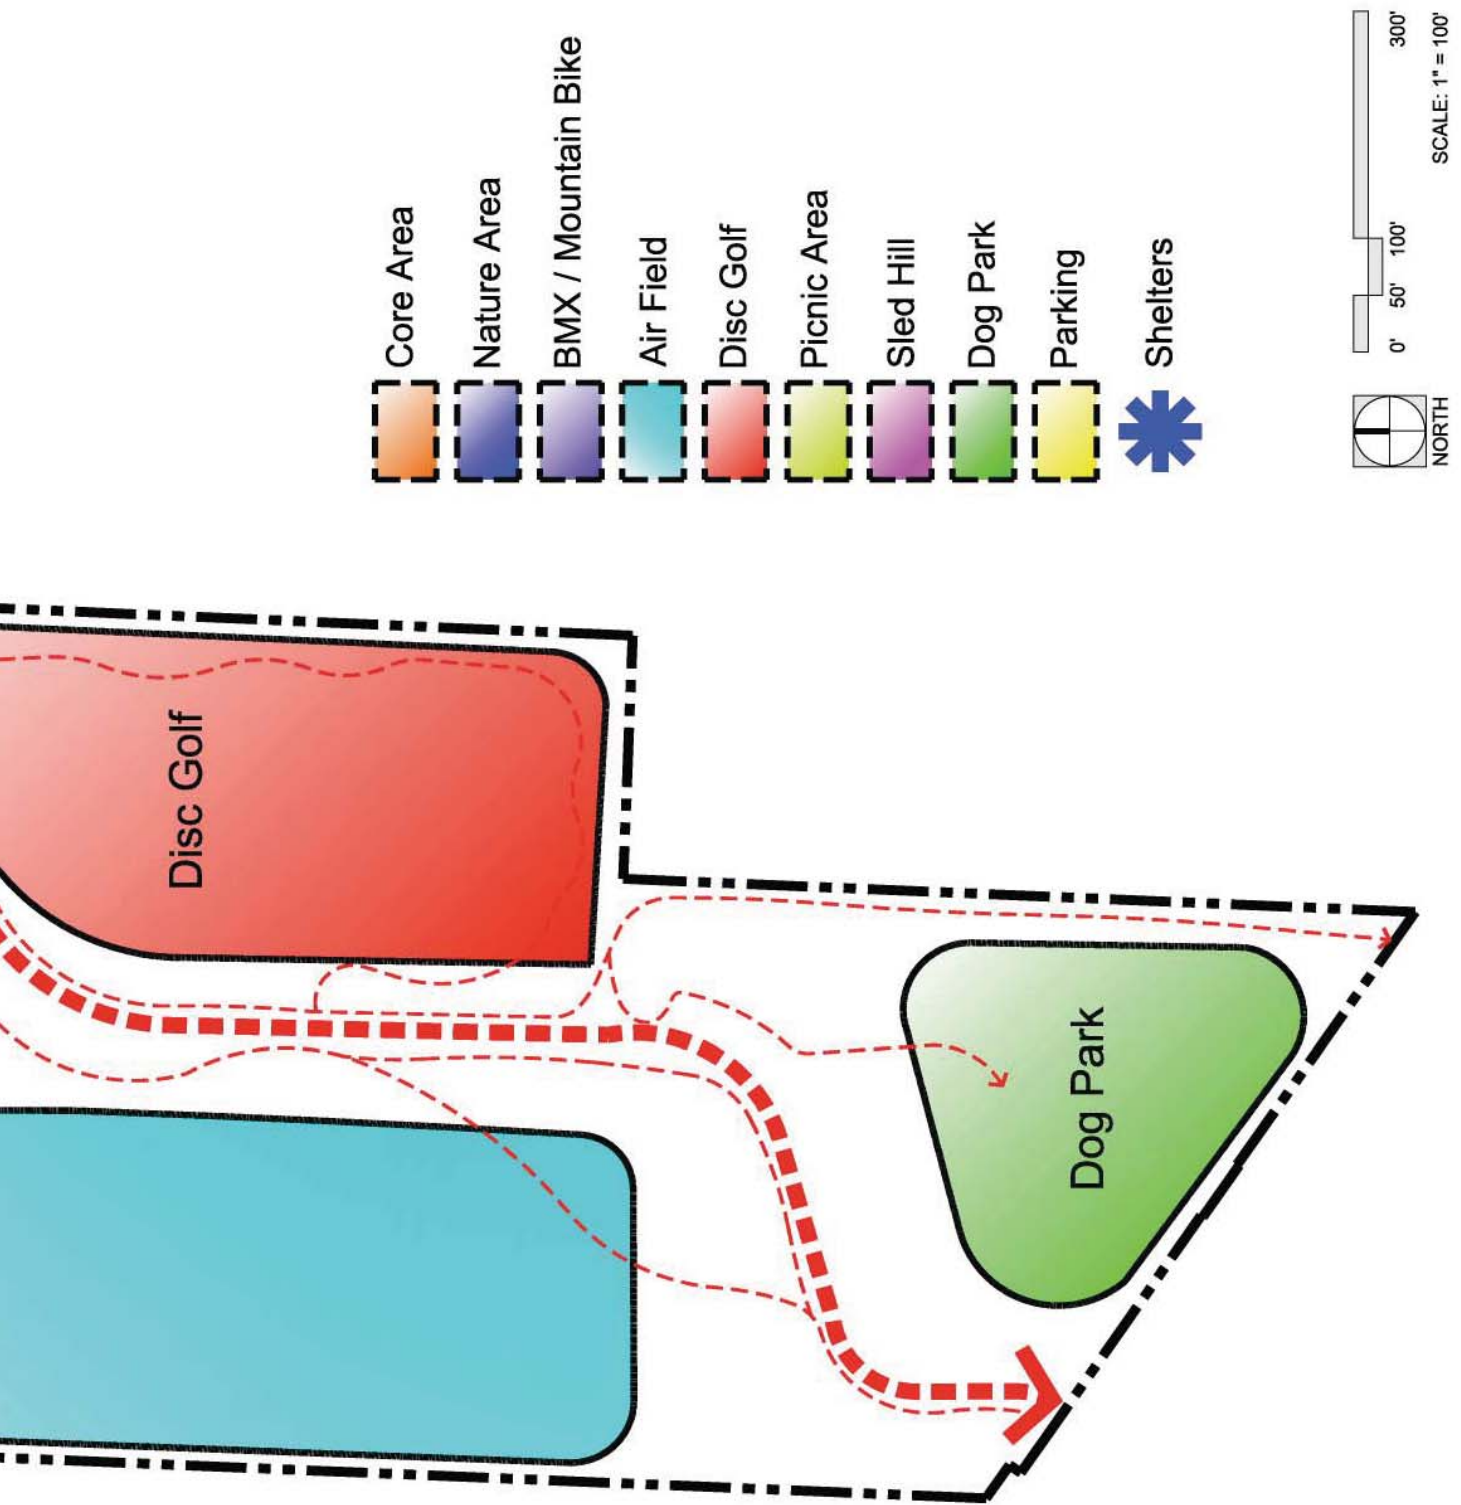 Core Area
Nature Area
BMX / Mountain Bike
Air Field
Disc Golf
Picnic Area
Sled Hill
Dog Park
Parking
Shelters
NORTH
0' 50' 100' 300'
SCALE: 1" = 100'
Disc Golf
Dog Park